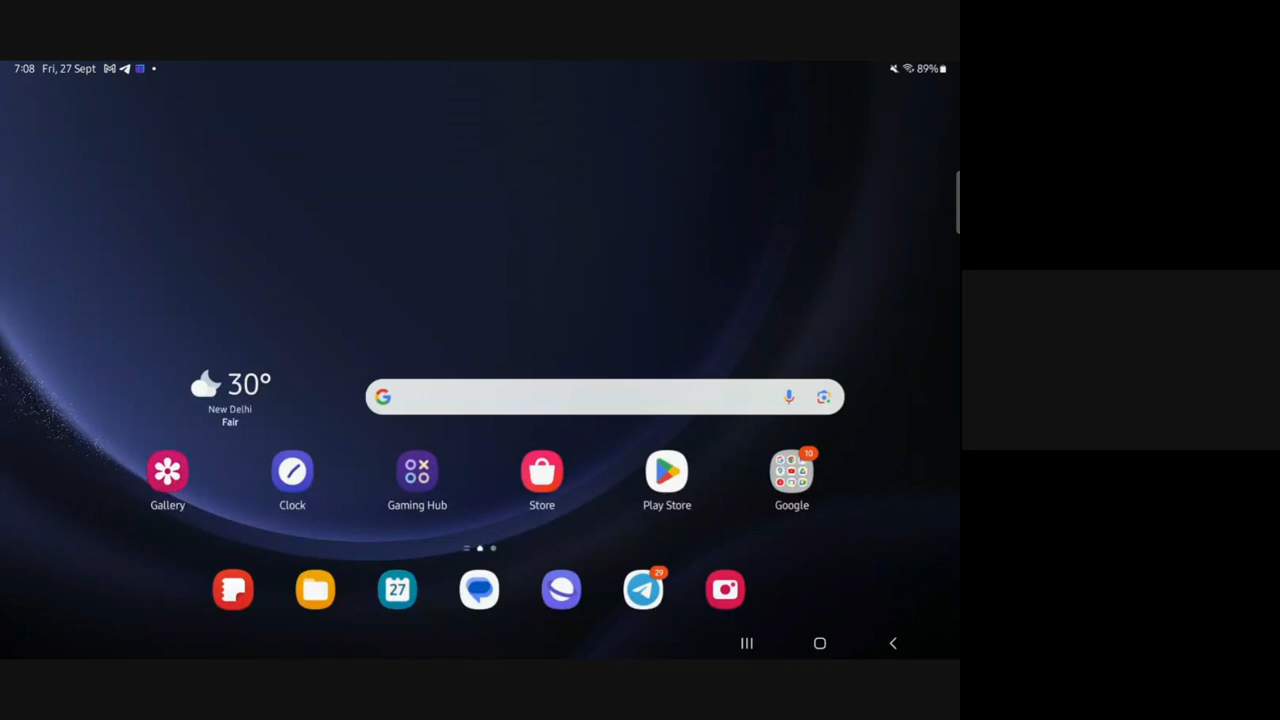 7:08 Fri, 27 Sept
89%
30°
New Delhi
Fair
10
Gallery
Clock
Gaming Hub
Store
Play Store
Google
27
29